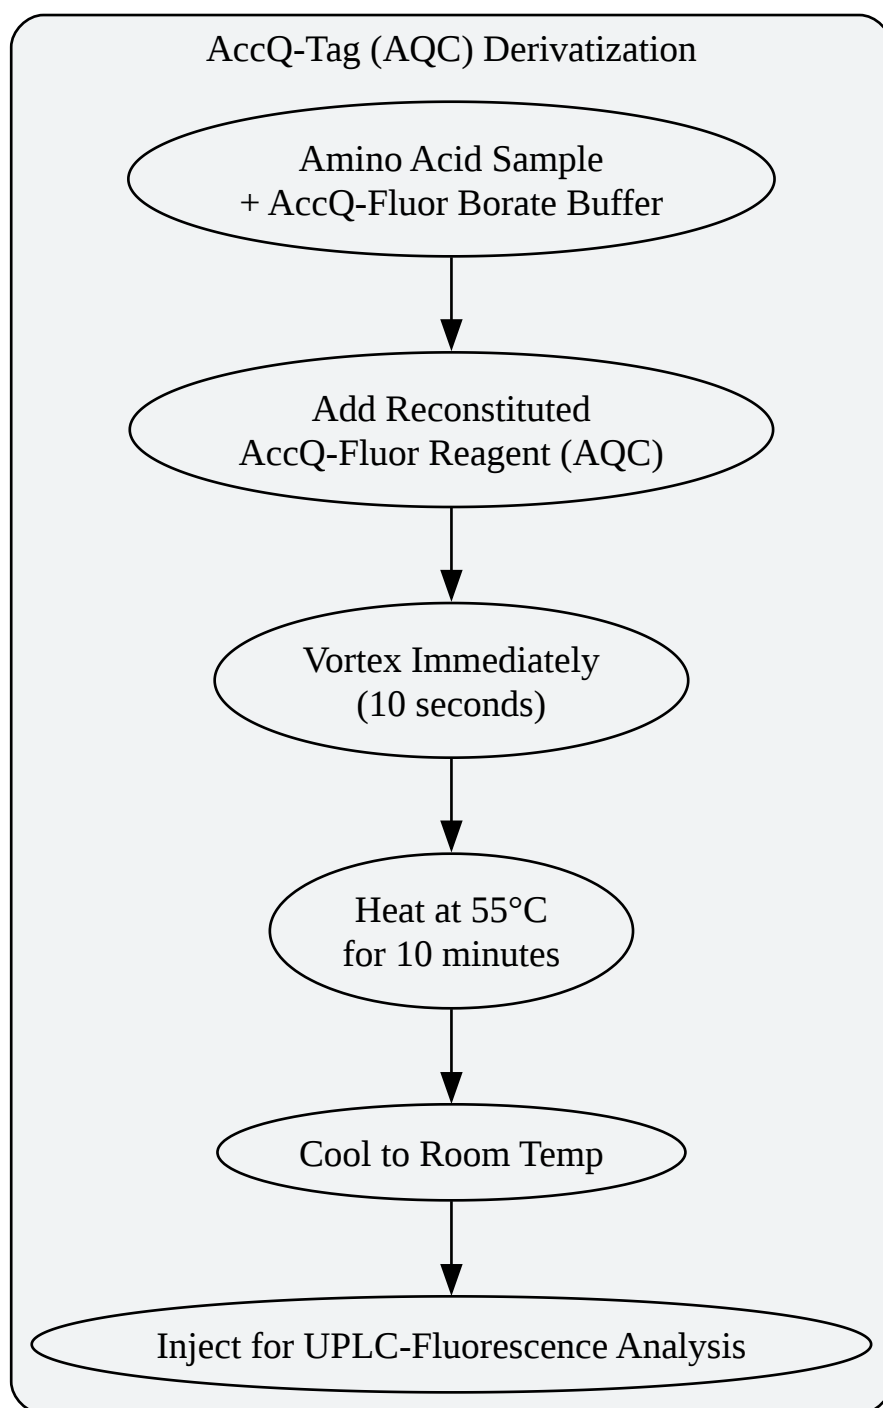 AccQ-Tag (AQC) Derivatization
Amino Acid Sample
+ AccQ-Fluor Borate Buffer
Add Reconstituted
AccQ-Fluor Reagent (AQC)
Vortex Immediately
(10 seconds)
Heat at 55°C
for 10 minutes
Cool to Room Temp
Inject for UPLC-Fluorescence Analysis